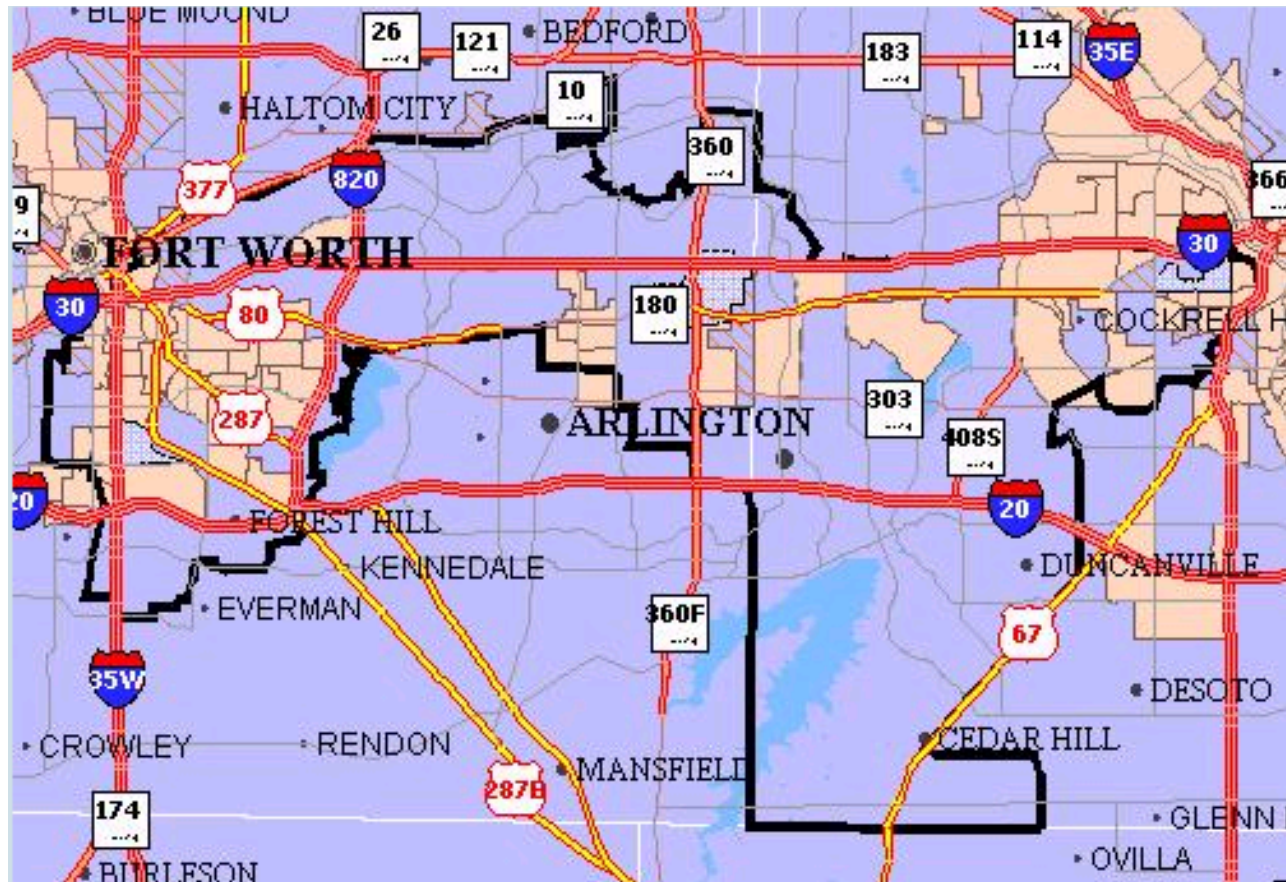 BLUE MOUND
26
121
BEDFORD
183
114
35E
10
HALTOM CITY
360
377
820
366
9
FORT WORTH
30
30
80
180
COCKRELL H
287
ARLINGTON
303
408S
20
20
FOREST HILL
KENNEDALE
DUNCANVILLE
EVERMAN
360F
67
35W
DESOTO
CROWLEY
RENDON
CEDAR HILL
MANSFIELD
287B
174
GLENN
OVILLA
BURLESON